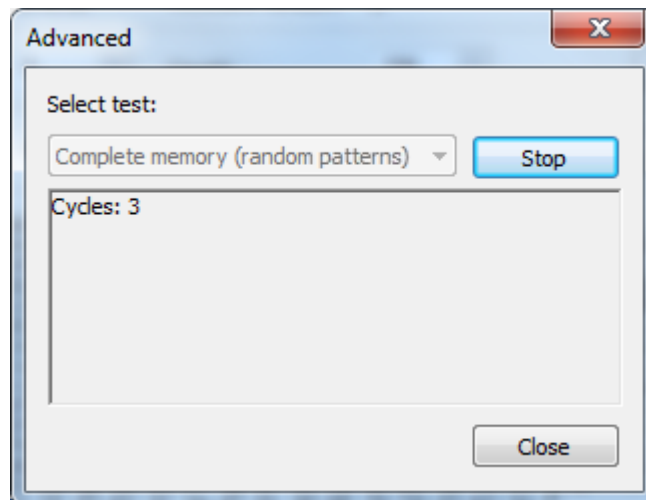 Advanced
Select test:
Complete memory (random patterns)
Stop
Cycles: 3
Close